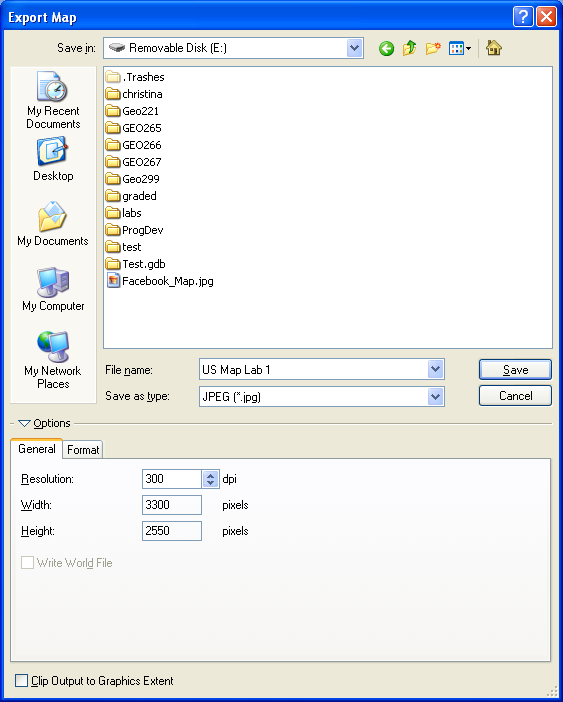 Export Map
Save in:
Removable Disk (E:)
My Recent
Documents
Desktop
My Documents
My Computer
My Network
Places
.Trashes
christina
Geo221
GEO265
GEO266
GEO267
Geo299
graded
labs
ProgDev
test
Test.gdb
Facebook_Map.jpg
File name:
US Map Lab 1
Save
Save as type:
JPEG (*.jpg)
Cancel
Options
General
Format
Resolution:
300
dpi
Width:
3300
pixels
Height:
2550
pixels
Write World File
Clip Output to Graphics Extent